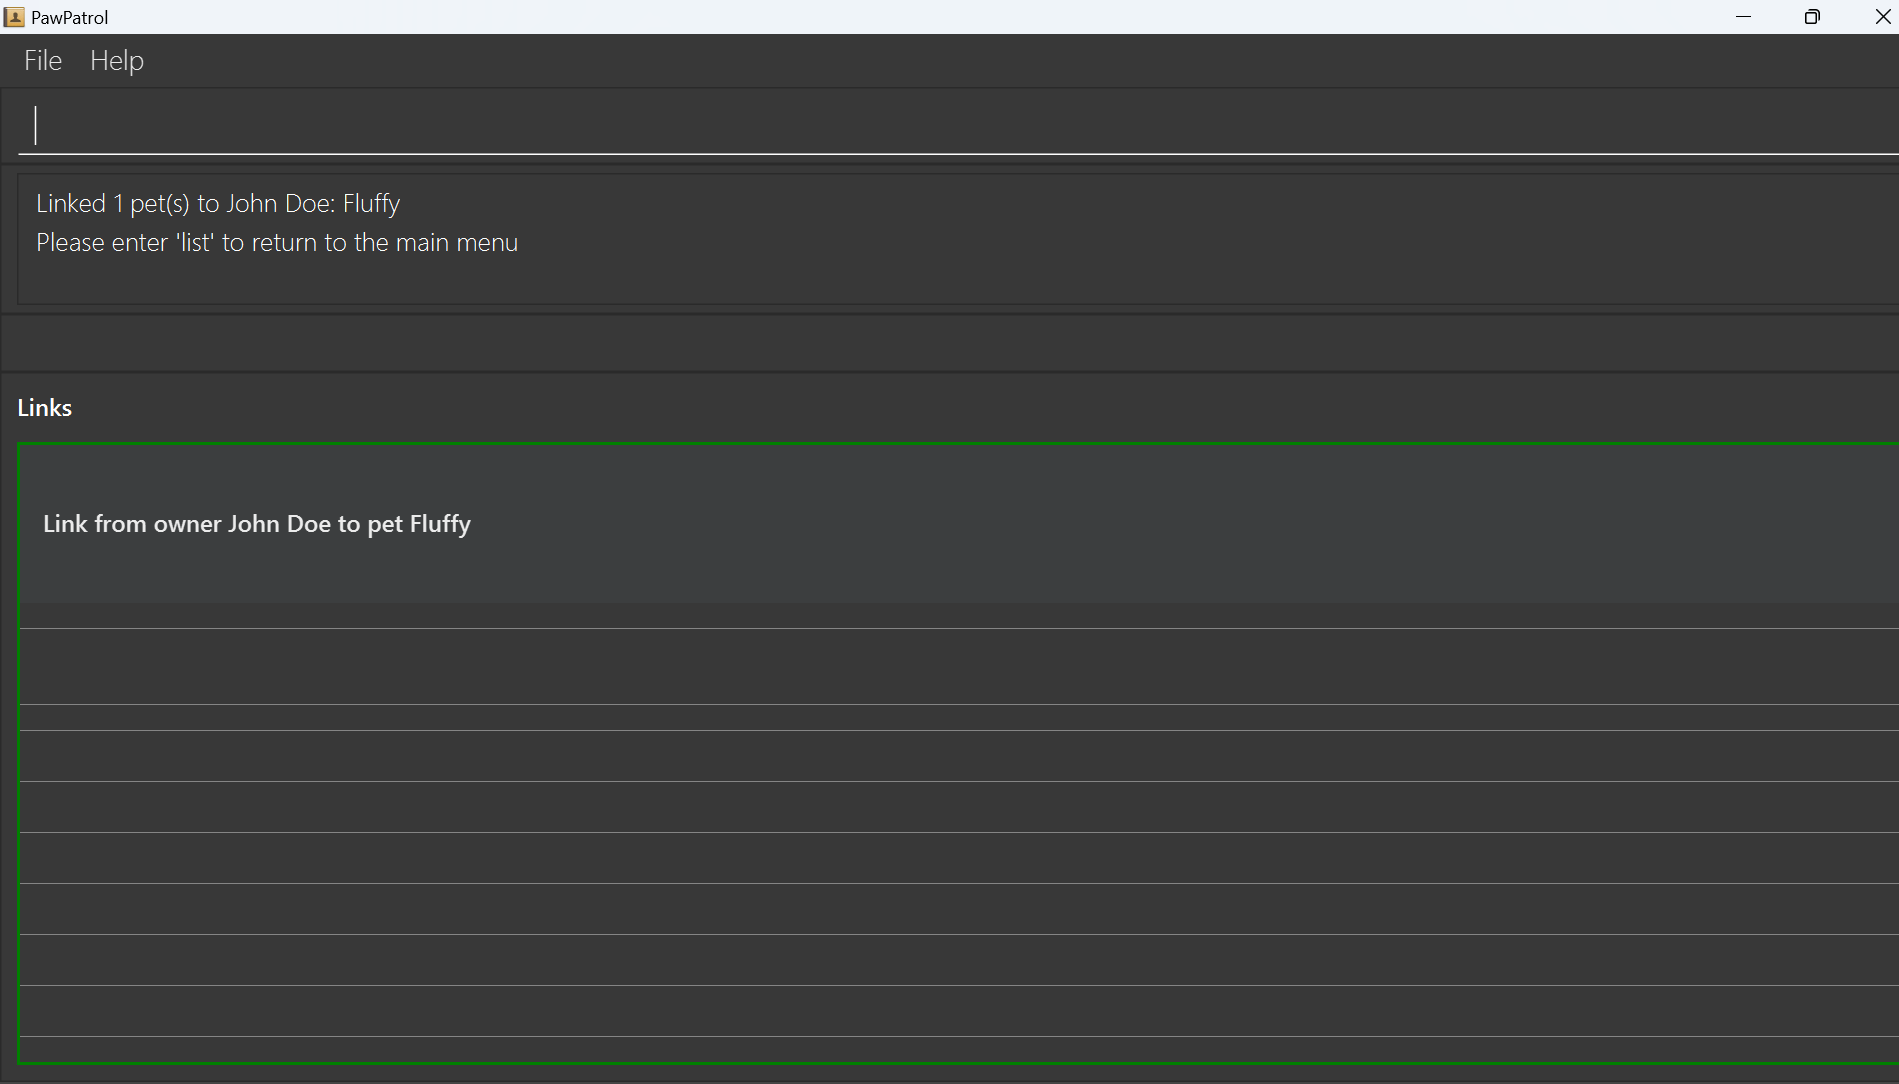 PawPatrol
File Help
Linked 1 pet(s) to John Doe: Fluffy
Please enter 'list' to return to the main menu
Links
Link from owner John Doe to pet Fluffy